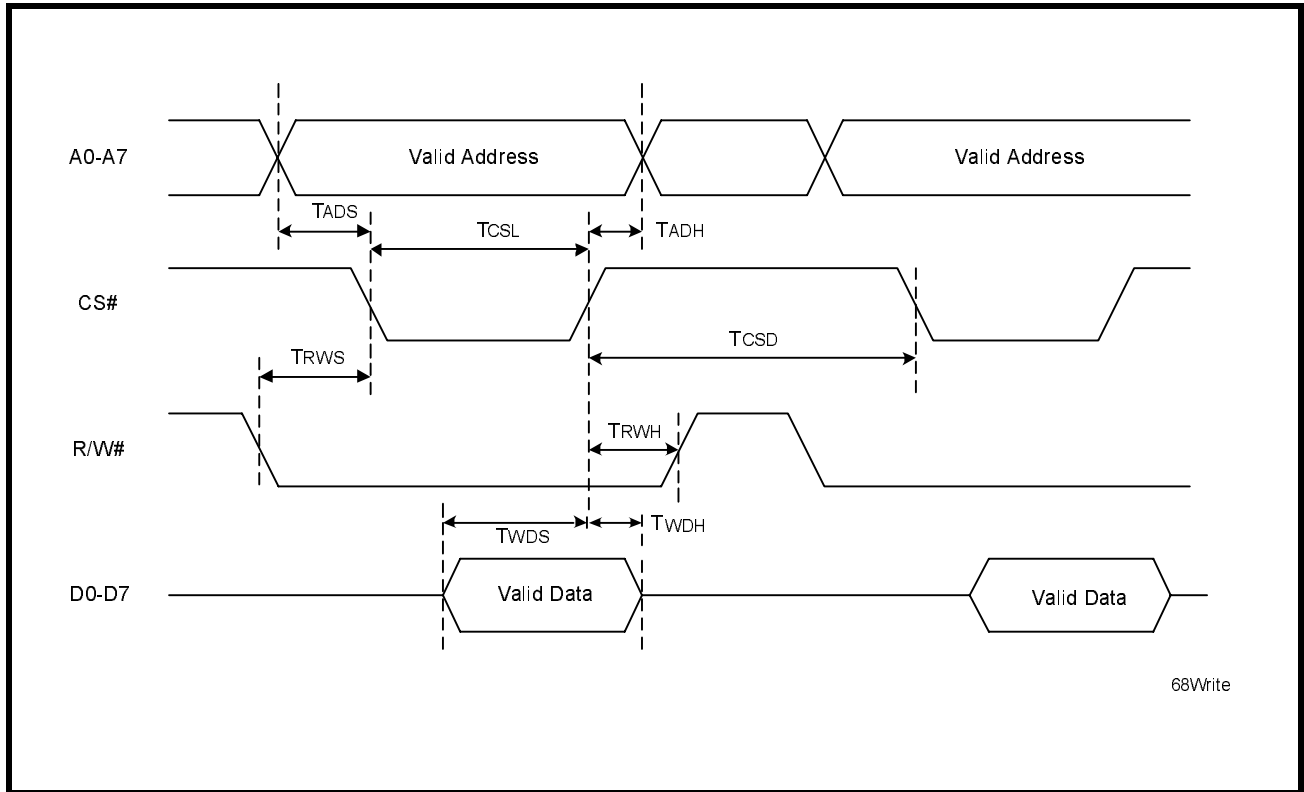 A0-A7
Valid Address
Valid Address
TADS
TCSL
TADH
CS#
TCSD
TRWS
R/W#
TRWH
TWDS
TWDH
D0-D7
Valid Data
Valid Data
68Write